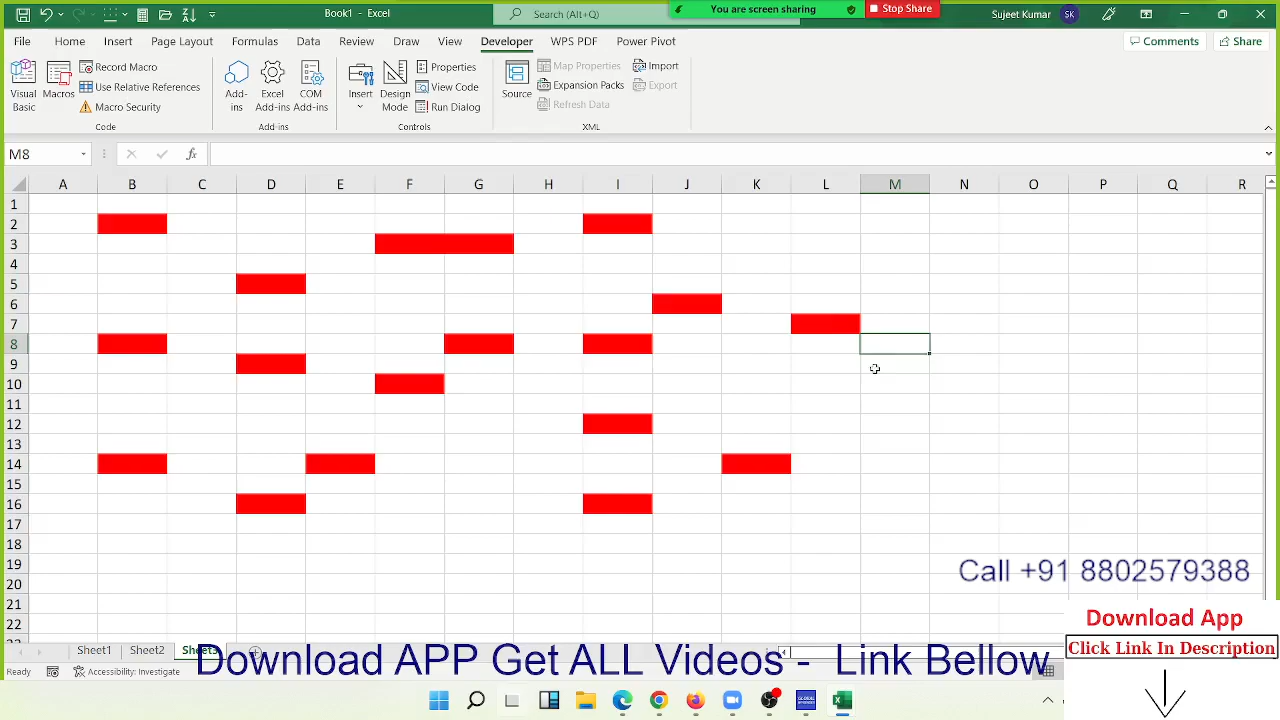 Book1 - Excel
Search (Alt+Q)
You are screen sharing
Stop Share
Sujeet Kumar
SK
File Home Insert Page Layout Formulas Data Review View Draw Developer WPS PDF Power Pivot
Comments
Share
Visual Basic
Macros
Record Macro
Use Relative References
Macro Security
Code
Add-ins
Excel Add-ins
COM Add-ins
Add-ins
Insert
Design Mode
Properties
View Code
Run Dialog
Controls
Source
Map Properties
Expansion Packs
Refresh Data
Import
Export
XML
M8
fx
A B C D E F G H I J K L M N O P Q R
1
2
3
4
5
6
7
8
9
10
11
12
13
14
15
16
17
18
19
20
21
22
Call +91 8802579388
Download App
Click Link In Description
Sheet1 Sheet2 Sheet3
Download APP Get ALL Videos - Link Bellow
Ready
Accessibility: Investigate